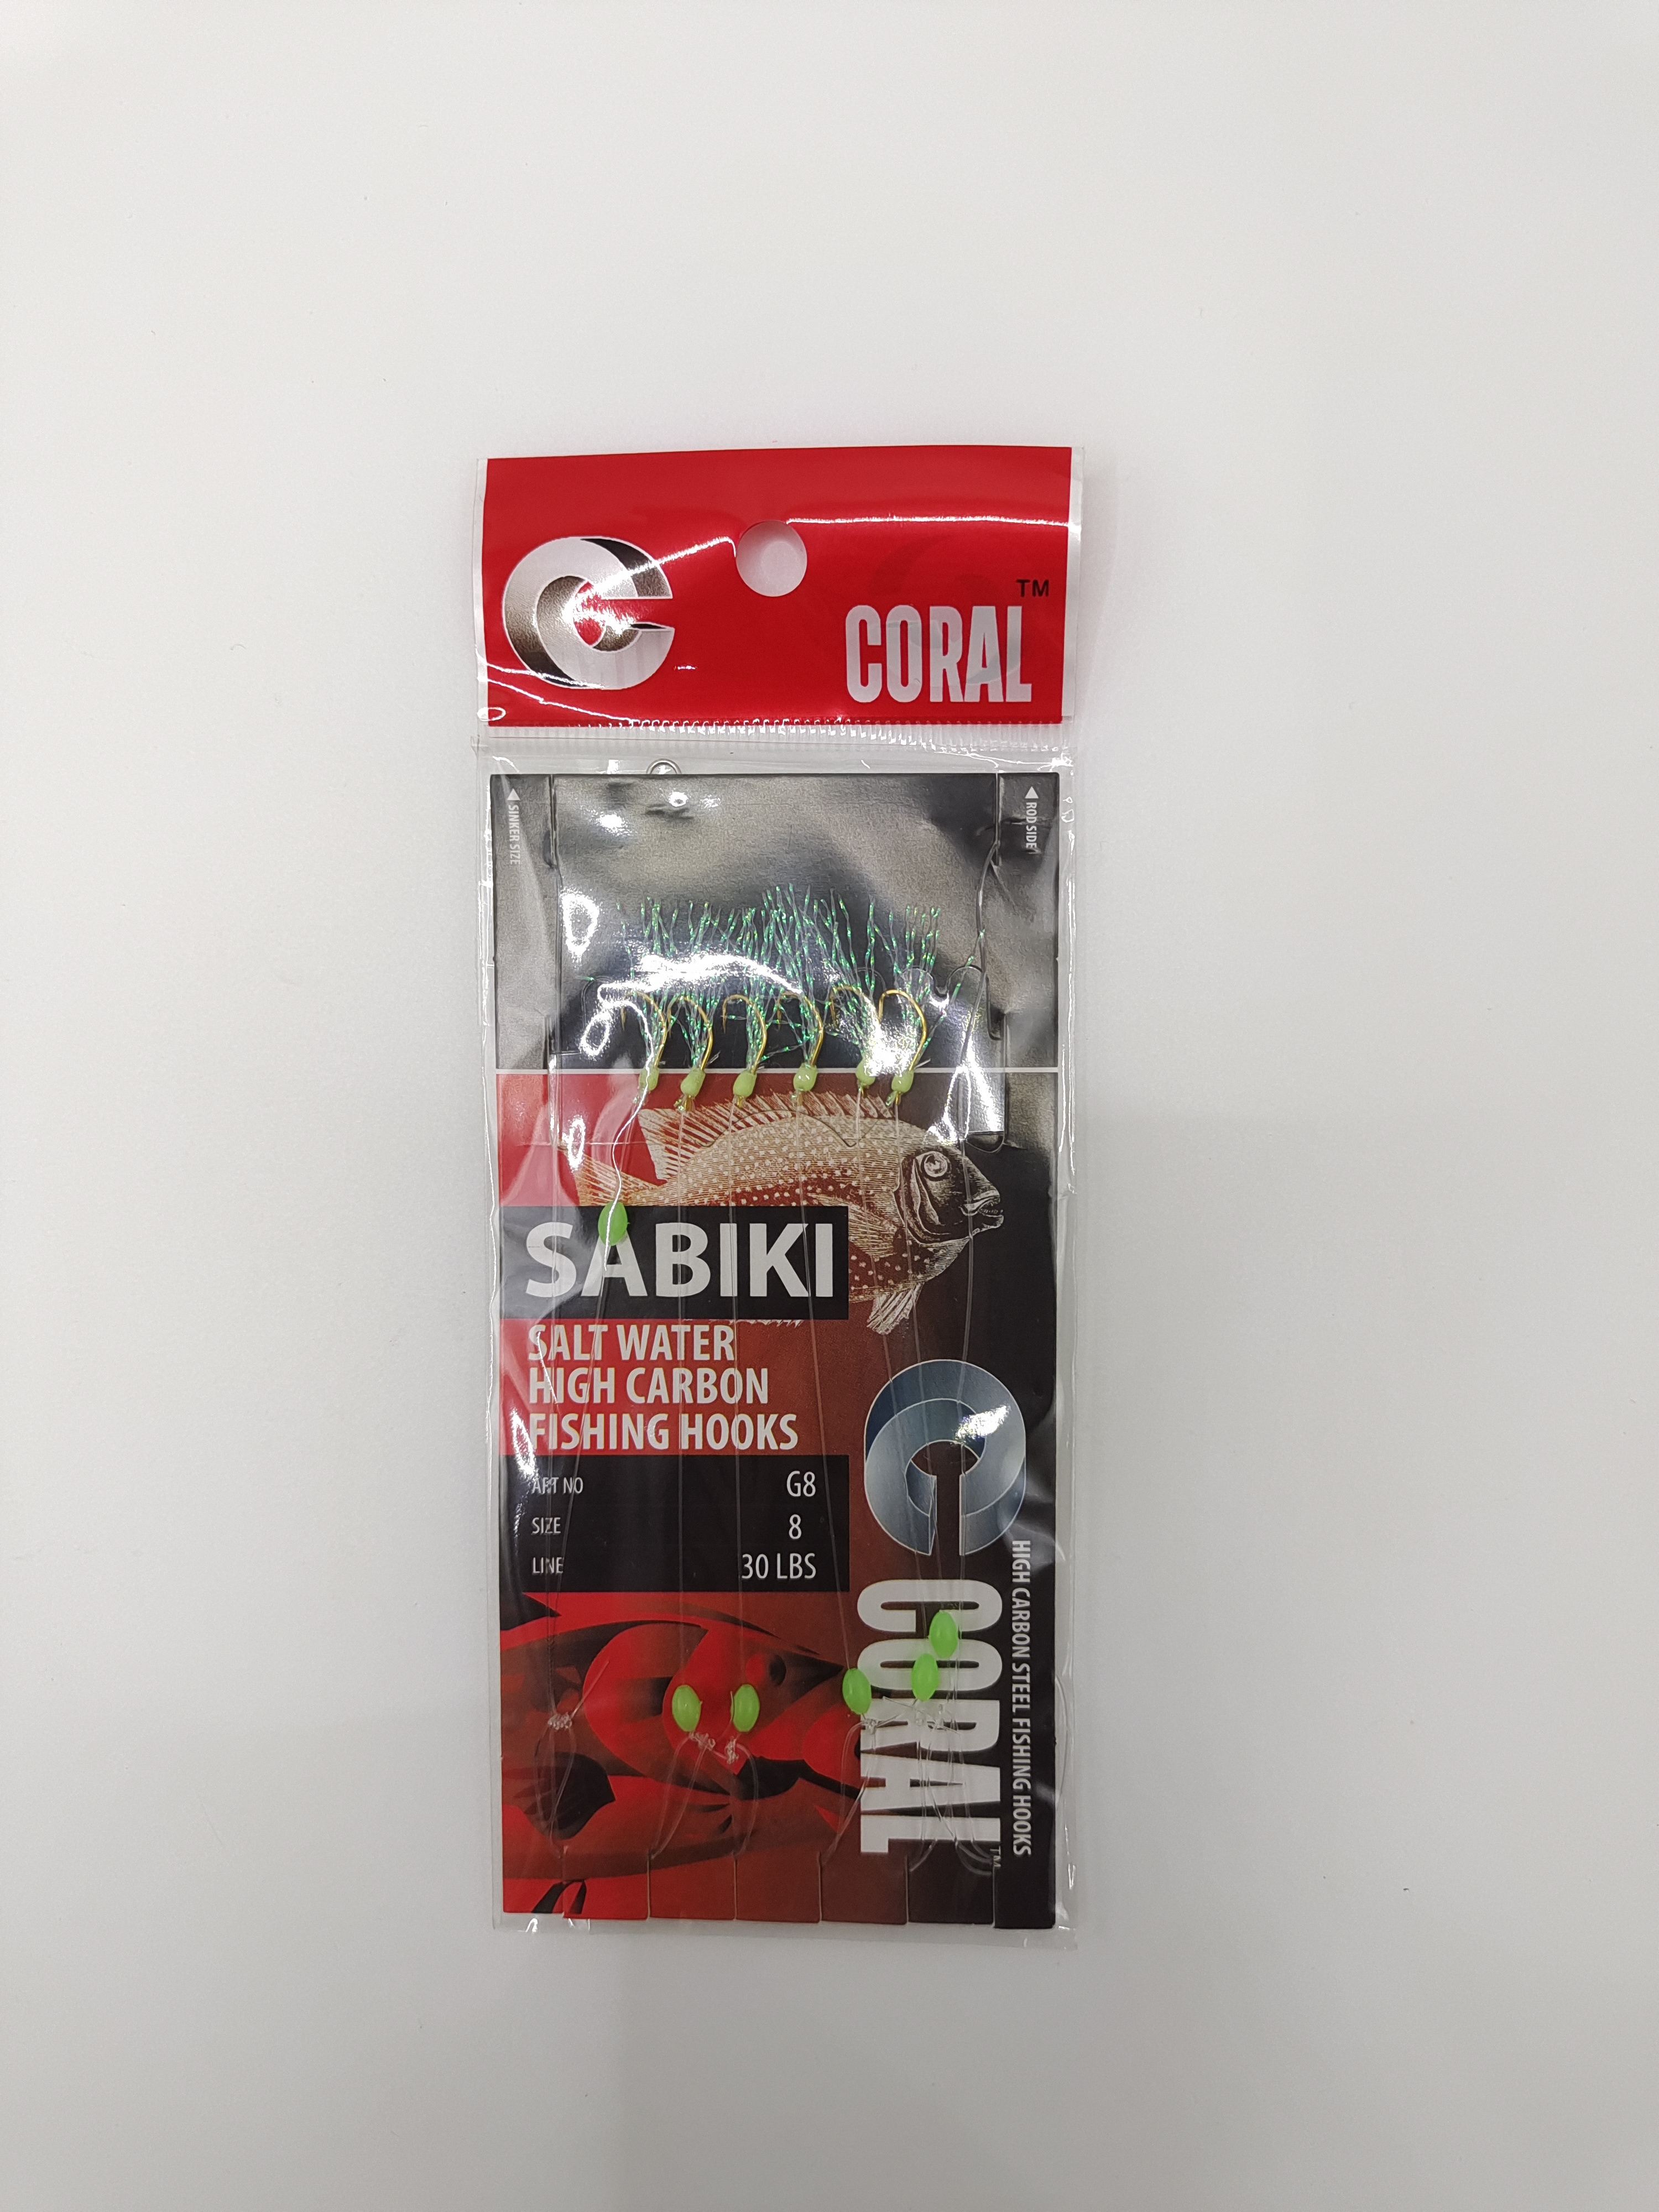 CORAL
TM
SINKER SIZE
ROD SIDE
SABIKI
SALT WATER
HIGH CARBON
FISHING HOOKS
ART NO G8
SIZE 8
LINE 30 LBS
CORAL
TM
HIGH CARBON STEEL FISHING HOOKS